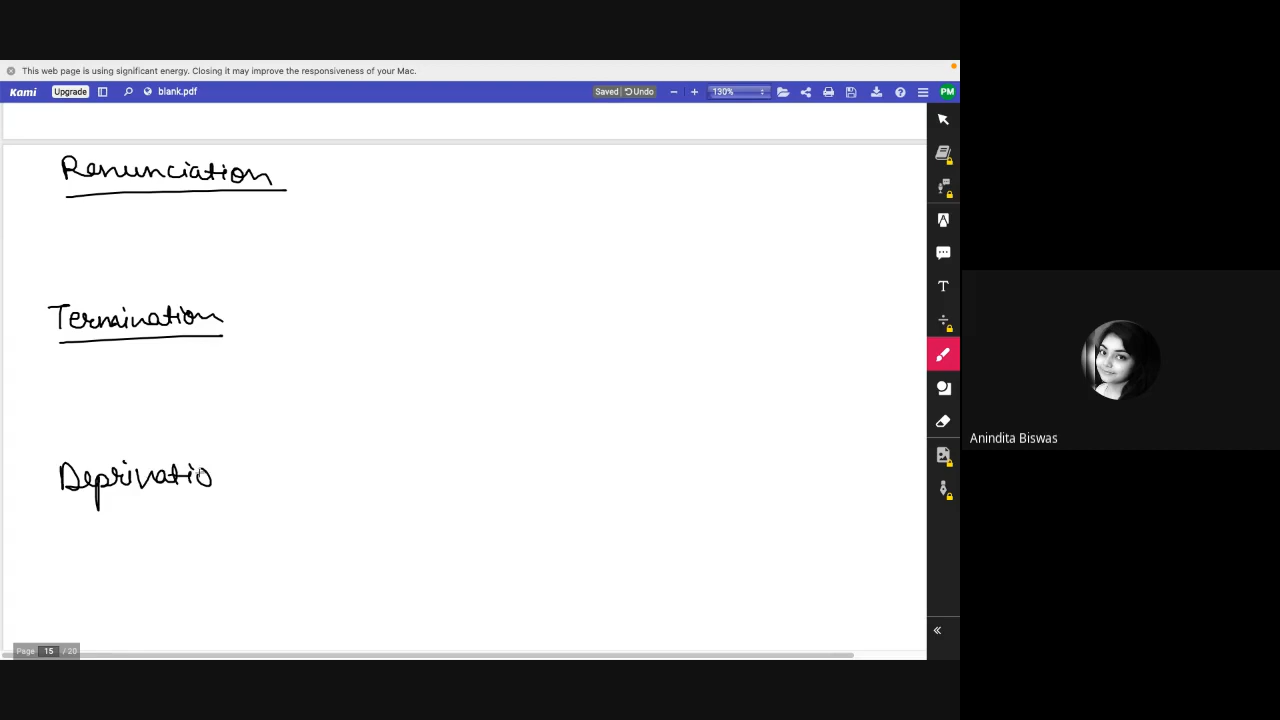 This web page is using significant energy. Closing it may improve the responsiveness of your Mac.
Kami Upgrade blank.pdf Saved Undo 130% PM
Renunciation
Termination
Deprivatio
T
Anindita Biswas
Page 15 / 20